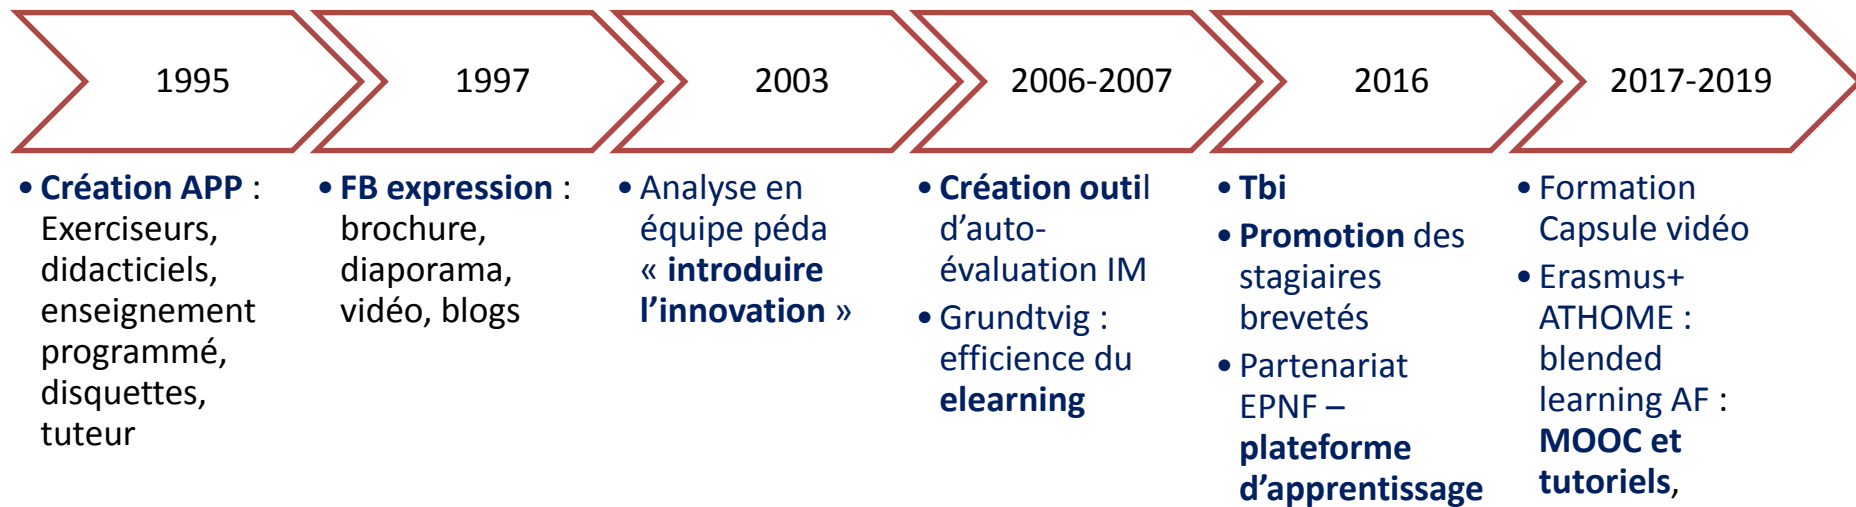 1995
1997
2003
2006-2007
2016
2017-2019
• Création APP :
Exerciseurs,
didacticiels,
enseignement
programmé,
disquettes,
tuteur
• FB expression :
brochure,
diaporama,
vidéo, blogs
• Analyse en
équipe péda
« introduire
l’innovation »
• Création outil
d’auto-
évaluation IM
• Grundtvig :
efficience du
elearning
• Tbi
• Promotion des
stagiaires
brevetés
• Partenariat
EPNF –
plateforme
d’apprentissage
• Formation
Capsule vidéo
• Erasmus+
ATHOME :
blended
learning AF :
MOOC et
tutoriels,